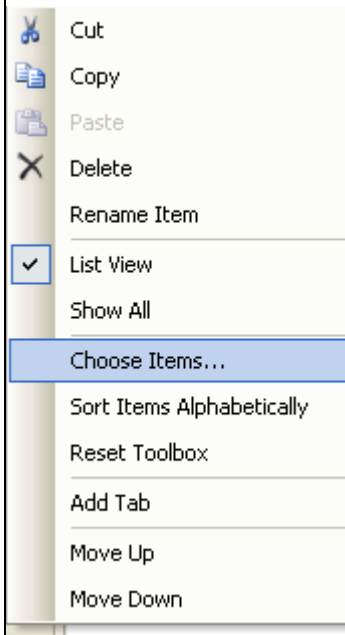 Cut
Copy
Paste
Delete
Rename Item
List View
Show All
Choose Items...
Sort Items Alphabetically
Reset Toolbox
Add Tab
Move Up
Move Down